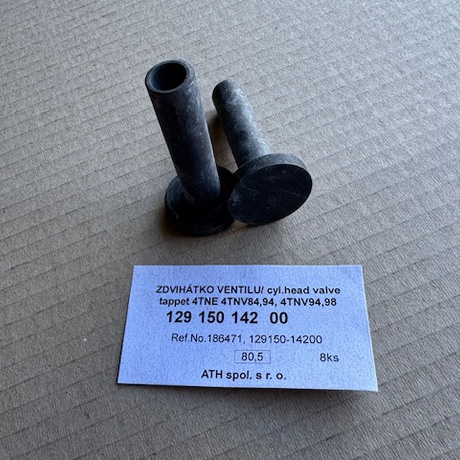 ZDVIHÁTKO VENTILU/ cyl.head valve
tappet 4TNE 4TNV84,94, 4TNV94,98
129 150 142 00
Ref.No.186471, 129150-14200
80,5 8ks
ATH spol. s r. o.